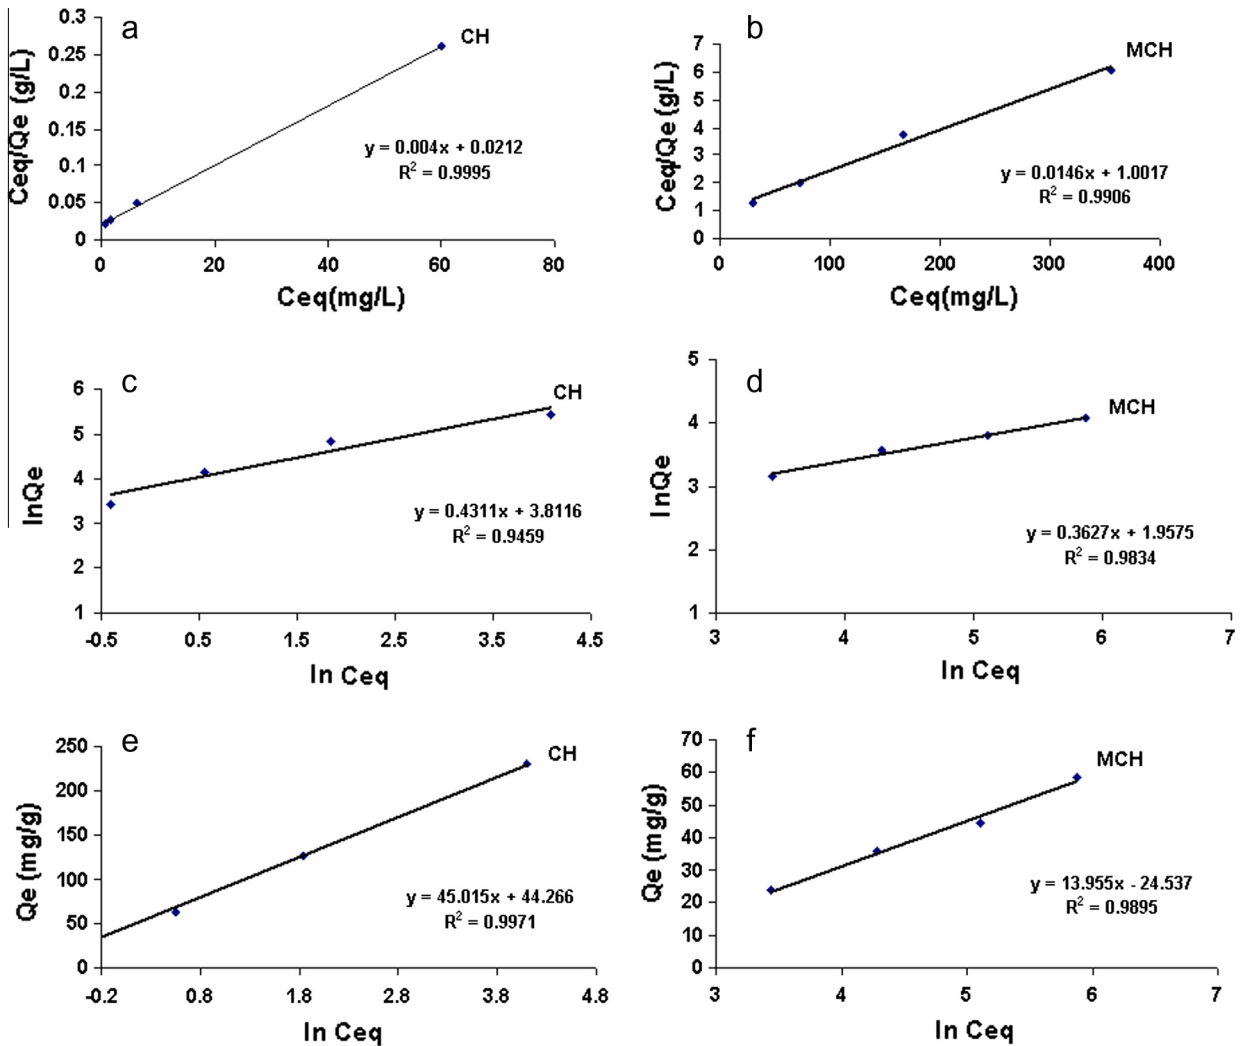 a
CH
0.3
0.25
0.2
0.15
0.1
0.05
0
Ceq/Qe (g/L)
y = 0.004x + 0.0212
R² = 0.9995
0 20 40 60 80
Ceq(mg/L)
b
MCH
7
6
5
4
3
2
1
0
Ceq/Qe (g/L)
y = 0.0146x + 1.0017
R² = 0.9906
0 100 200 300 400
Ceq(mg/L)
c
CH
6
5
4
3
2
1
lnQe
y = 0.4311x + 3.8116
R² = 0.9459
-0.5 0.5 1.5 2.5 3.5 4.5
ln Ceq
d
MCH
5
4
3
2
1
lnQe
y = 0.3627x + 1.9575
R² = 0.9834
3 4 5 6 7
ln Ceq
e
CH
250
200
150
100
50
0
Qe (mg/g)
y = 45.015x + 44.266
R² = 0.9971
-0.2 0.8 1.8 2.8 3.8 4.8
ln Ceq
f
MCH
70
60
50
40
30
20
10
0
Qe (mg/g)
y = 13.955x - 24.537
R² = 0.9895
3 4 5 6 7
ln Ceq